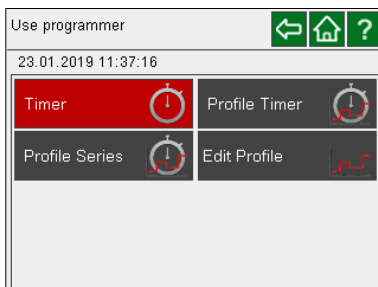 Use programmer
?
23.01.2019 11:37:16
Timer
Profile Timer
Profile Series
Edit Profile